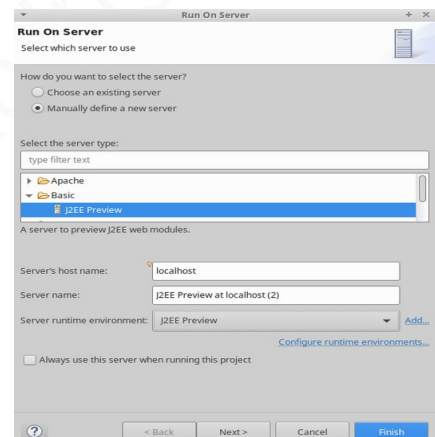 Run On Server
Run On Server
Select which server to use
How do you want to select the server?
Choose an existing server
Manually define a new server
Select the server type:
type filter text
Apache
Basic
J2EE Preview
A server to preview J2EE web modules.
Server's host name: localhost
Server name: J2EE Preview at localhost (2)
Server runtime environment: J2EE Preview Add...
Configure runtime environments...
Always use this server when running this project
? < Back Next > Cancel Finish